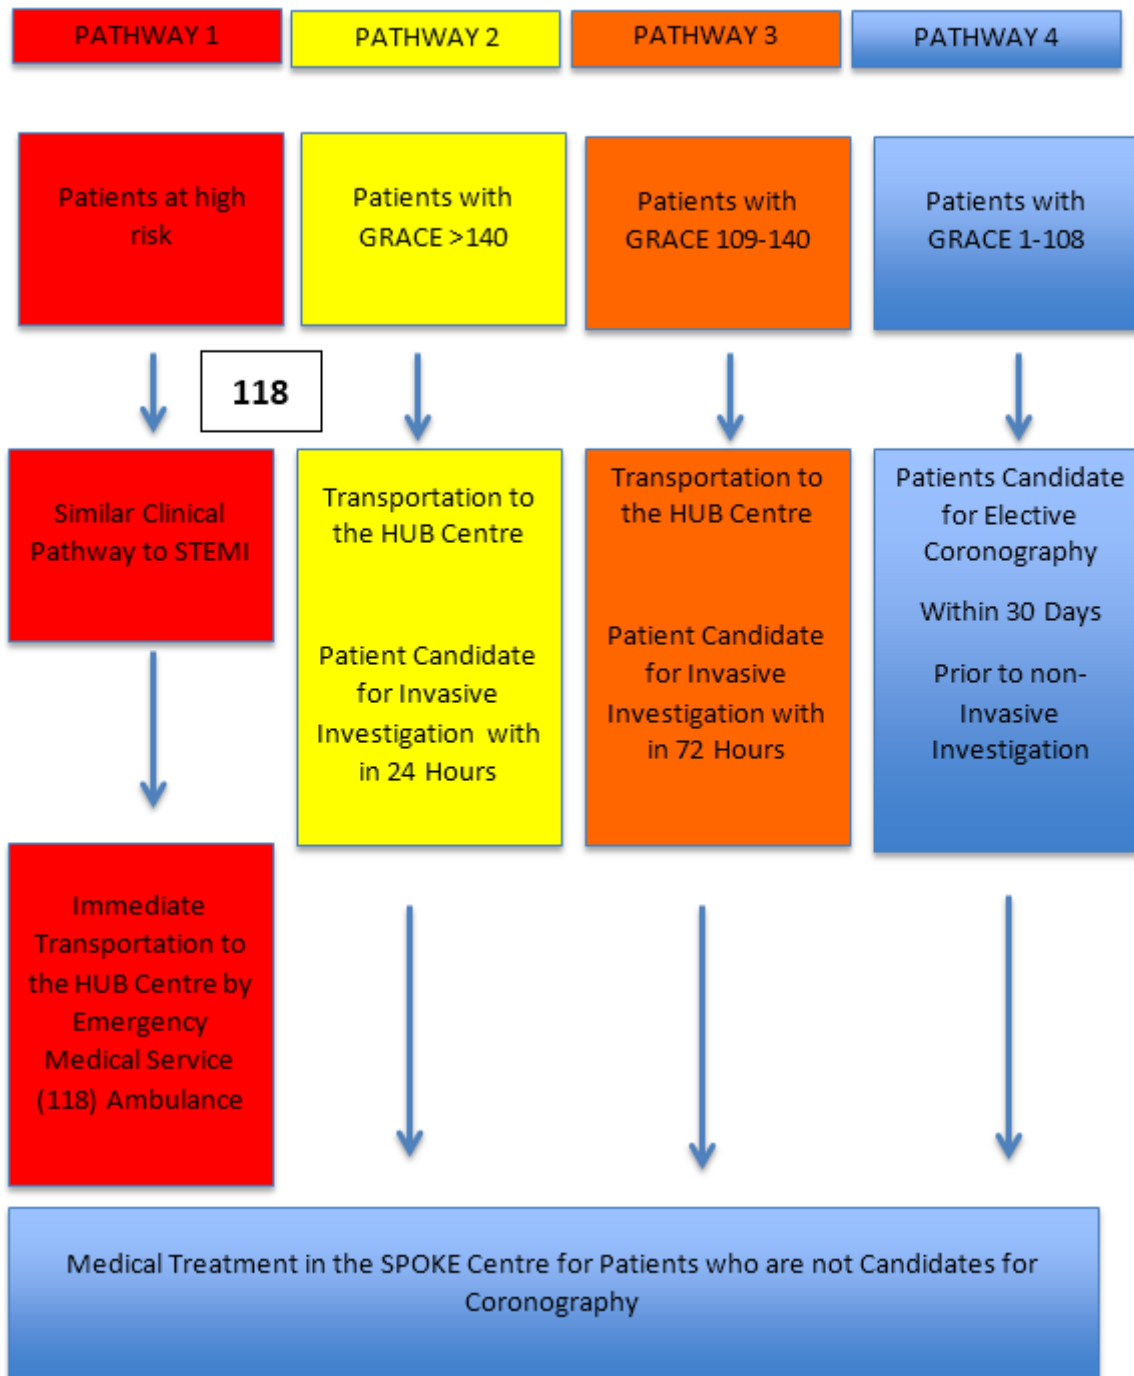 PATHWAY 1
PATHWAY 2
PATHWAY 3
PATHWAY 4
Patients at high
risk
Patients with
GRACE >140
Patients with
GRACE 109-140
Patients with
GRACE 1-108
118
Similar Clinical
Pathway to STEMI
Transportation to
the HUB Centre
Patient Candidate
for Invasive
Investigation with
in 24 Hours
Transportation to
the HUB Centre
Patient Candidate
for Invasive
Investigation with
in 72 Hours
Patients Candidate
for Elective
Coronography
Within 30 Days
Prior to non-
Invasive
Investigation
Immediate
Transportation to
the HUB Centre by
Emergency
Medical Service
(118) Ambulance
Medical Treatment in the SPOKE Centre for Patients who are not Candidates for
Coronography